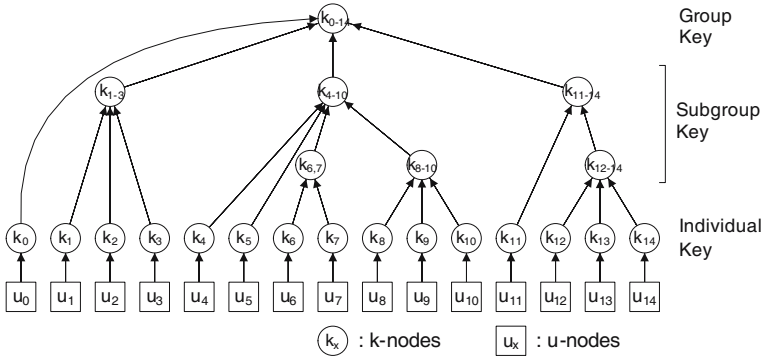 k0-14
Group
Key
k1-3
k4-10
k11-14
Subgroup
Key
k6,7
k8-10
k12-14
k0 k1 k2 k3 k4 k5 k6 k7 k8 k9 k10 k11 k12 k13 k14
Individual
Key
u0 u1 u2 u3 u4 u5 u6 u7 u8 u9 u10 u11 u12 u13 u14
kx : k-nodes ux : u-nodes